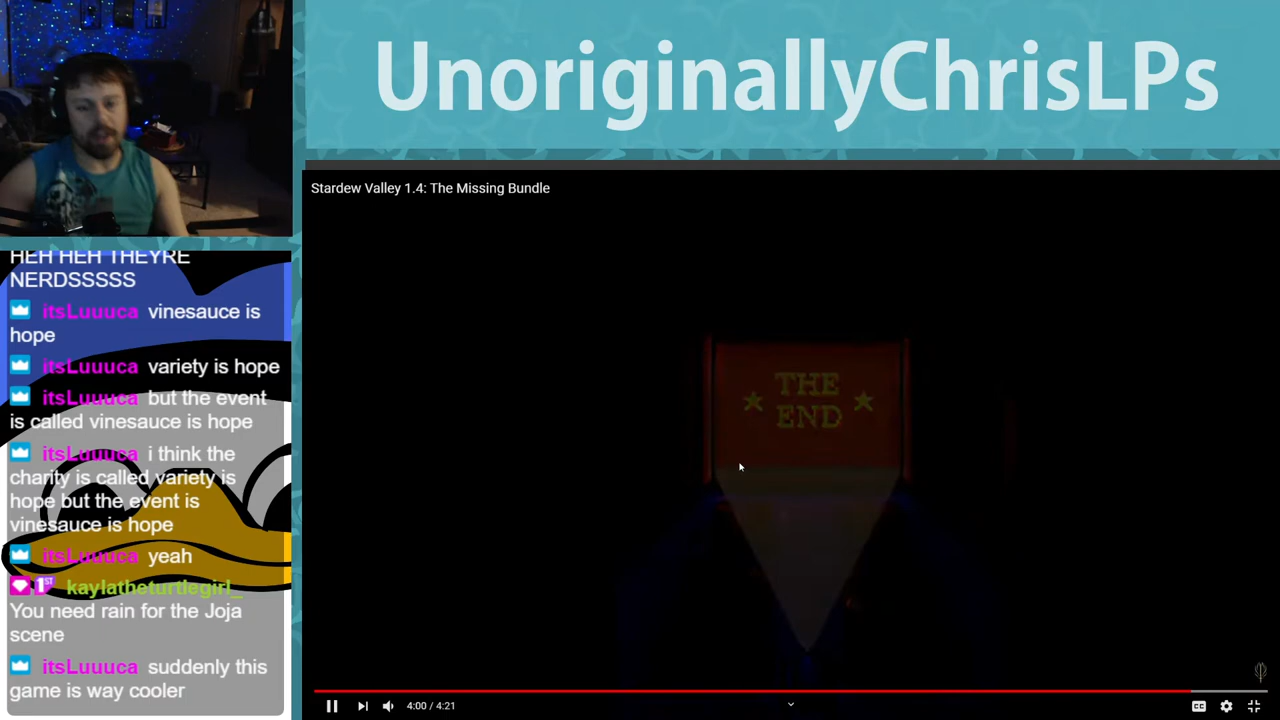 UnoriginallyChrisLPs
Stardew Valley 1.4: The Missing Bundle
THE
END
HEH HEH THEYRE
NERDSSSSS
itsLuuuca vinesauce is
hope
itsLuuuca variety is hope
itsLuuuca but the event
is called vinesauce is hope
itsLuuuca i think the
charity is called variety is
hope but the event is
vinesauce is hope
itsLuuuca yeah
1ST kaylatheturtlegirl_
You need rain for the Joja
scene
itsLuuuca suddenly this
game is way cooler
4:00 / 4:21
CC